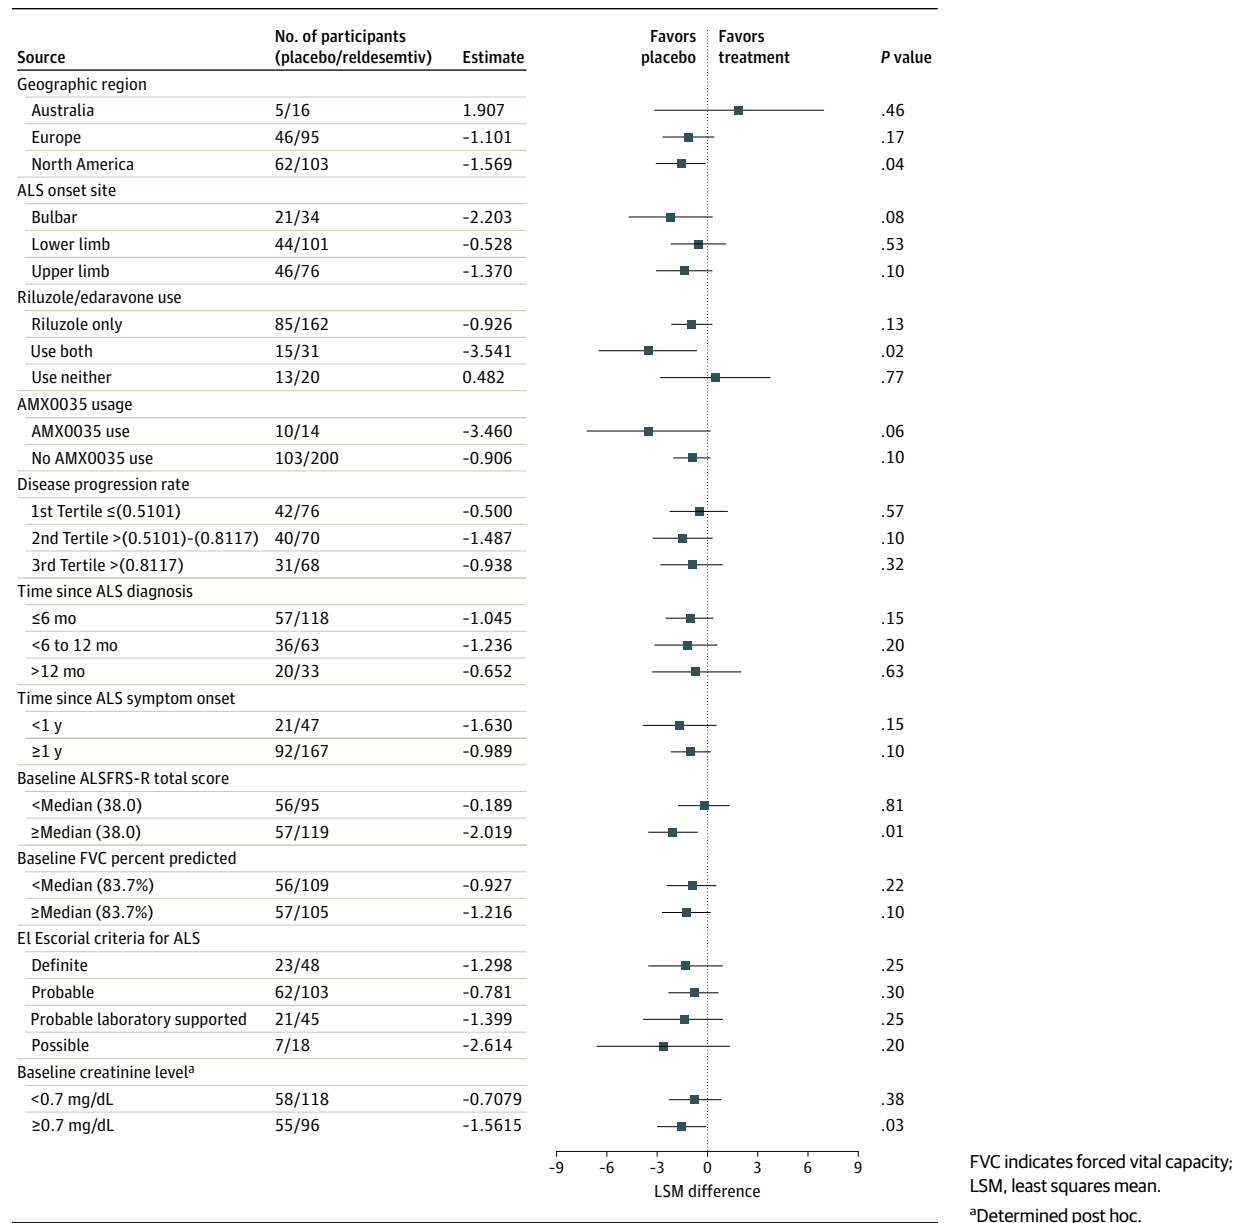 Source No. of participants (placebo/reldesemtiv) Estimate Favors placebo Favors treatment P value
Geographic region
Australia 5/16 1.907 .46
Europe 46/95 -1.101 .17
North America 62/103 -1.569 .04
ALS onset site
Bulbar 21/34 -2.203 .08
Lower limb 44/101 -0.528 .53
Upper limb 46/76 -1.370 .10
Riluzole/edaravone use
Riluzole only 85/162 -0.926 .13
Use both 15/31 -3.541 .02
Use neither 13/20 0.482 .77
AMX0035 usage
AMX0035 use 10/14 -3.460 .06
No AMX0035 use 103/200 -0.906 .10
Disease progression rate
1st Tertile ≤(0.5101) 42/76 -0.500 .57
2nd Tertile >(0.5101)-(0.8117) 40/70 -1.487 .10
3rd Tertile >(0.8117) 31/68 -0.938 .32
Time since ALS diagnosis
≤6 mo 57/118 -1.045 .15
<6 to 12 mo 36/63 -1.236 .20
>12 mo 20/33 -0.652 .63
Time since ALS symptom onset
<1 y 21/47 -1.630 .15
≥1 y 92/167 -0.989 .10
Baseline ALSFRS-R total score
<Median (38.0) 56/95 -0.189 .81
≥Median (38.0) 57/119 -2.019 .01
Baseline FVC percent predicted
<Median (83.7%) 56/109 -0.927 .22
≥Median (83.7%) 57/105 -1.216 .10
El Escorial criteria for ALS
Definite 23/48 -1.298 .25
Probable 62/103 -0.781 .30
Probable laboratory supported 21/45 -1.399 .25
Possible 7/18 -2.614 .20
Baseline creatinine levelᵃ
<0.7 mg/dL 58/118 -0.7079 .38
≥0.7 mg/dL 55/96 -1.5615 .03
-9 -6 -3 0 3 6 9
LSM difference
FVC indicates forced vital capacity;
LSM, least squares mean.
ᵃDetermined post hoc.